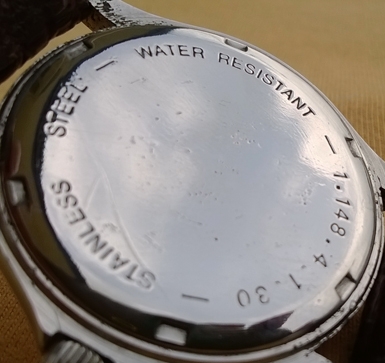 STAINLESS STEEL — WATER RESISTANT — 1·148.4-1.30 —